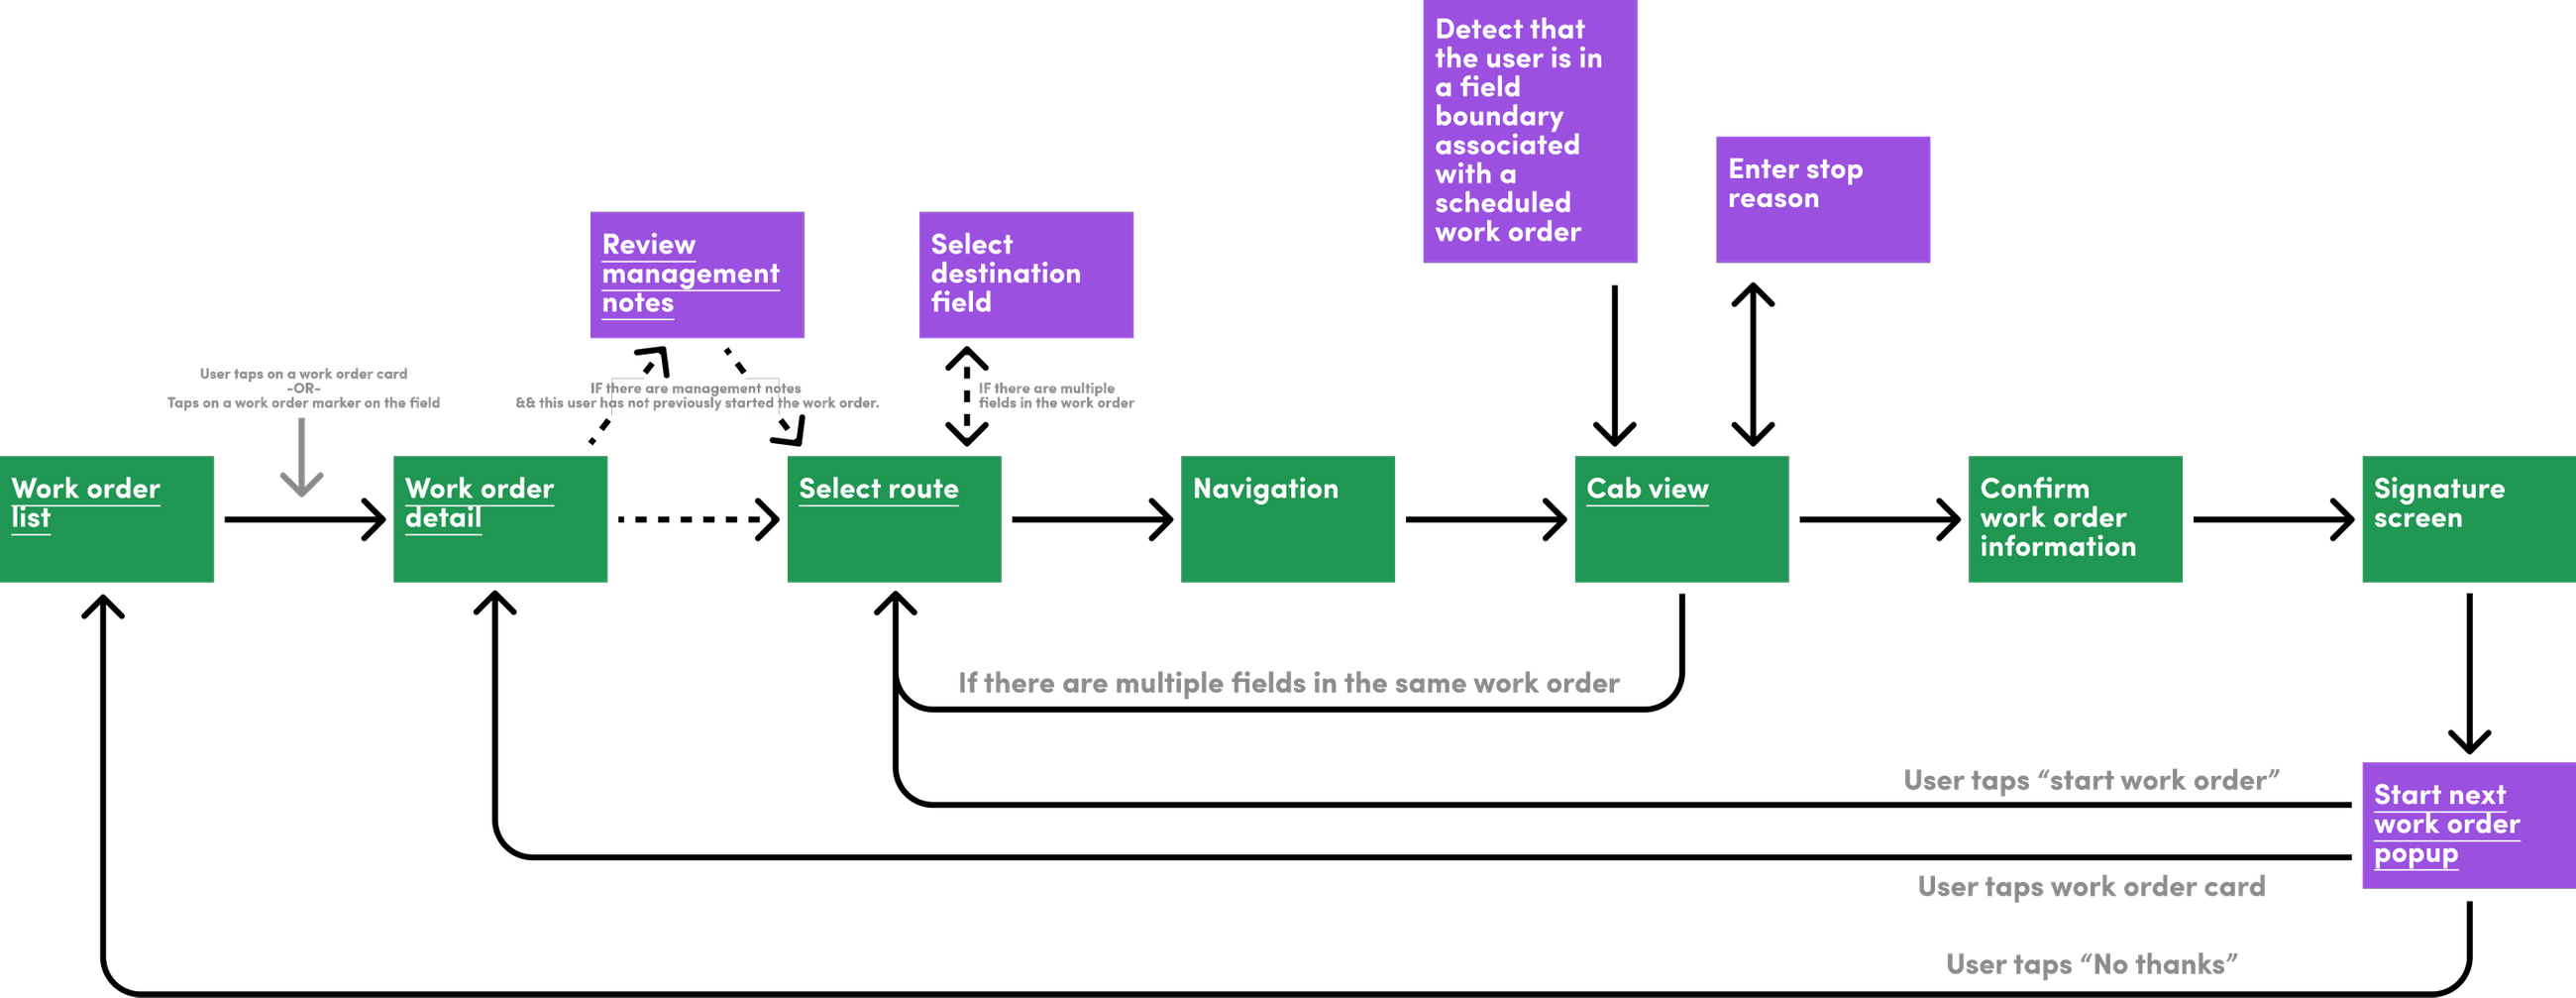 Detect that
the user is in
a field
boundary
associated
with a
scheduled
work order
Enter stop
reason
Review
management
notes
Select
destination
field
User taps on a work order card
-OR-
Taps on a work order marker on the field
IF there are management notes
&& this user has not previously started the work order.
IF there are multiple
fields in the work order
Work order
list
Work order
detail
Select route
Navigation
Cab view
Confirm
work order
information
Signature
screen
If there are multiple fields in the same work order
User taps “start work order”
Start next
work order
popup
User taps work order card
User taps “No thanks”